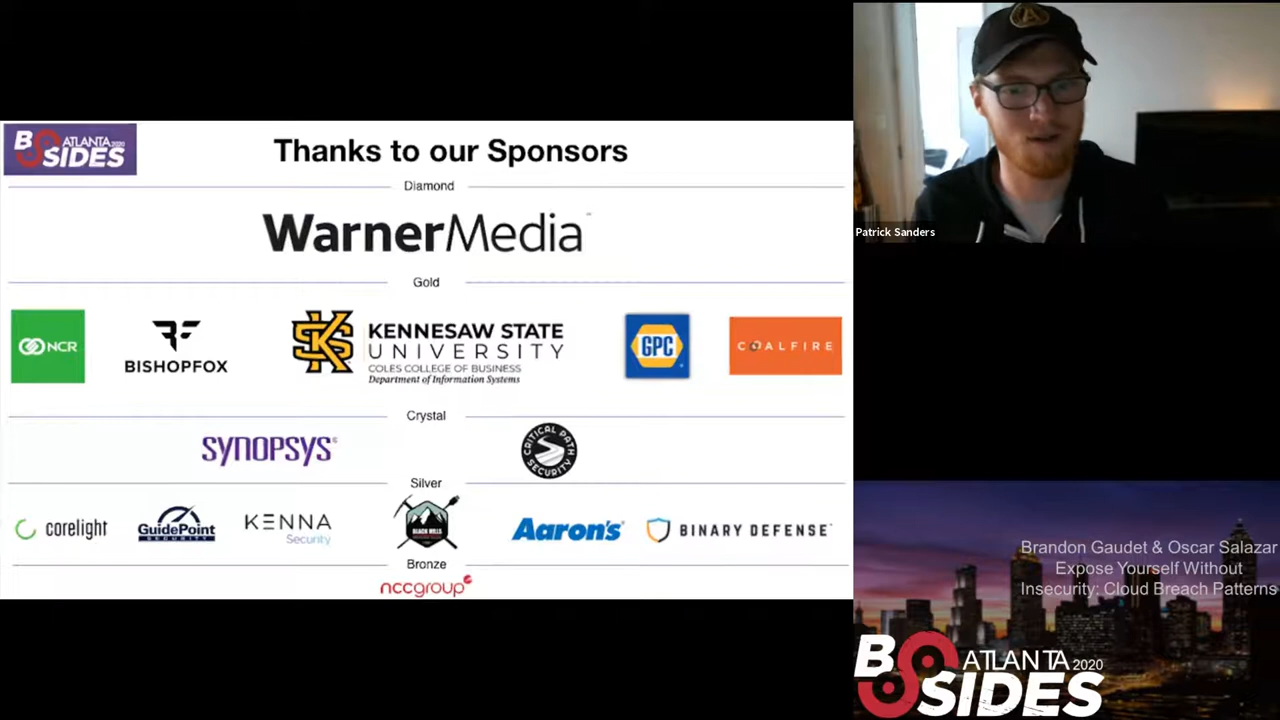 BSIDES
ATLANTA 2020
Thanks to our Sponsors
Diamond
WarnerMedia
Gold
NCR
BISHOPFOX
KENNESAW STATE
UNIVERSITY
COLES COLLEGE OF BUSINESS
Department of Information Systems
GPC
COALFIRE
Crystal
SYNOPSYS
CRITICAL PATH
SECURITY
Silver
corelight
GuidePoint
SECURITY
KENNA
Security
BLACK HILLS
Aaron's
BINARY DEFENSE
Bronze
nccgroup
Patrick Sanders
Brandon Gaudet & Oscar Salazar
Expose Yourself Without
Insecurity: Cloud Breach Patterns
BSIDES
ATLANTA 2020